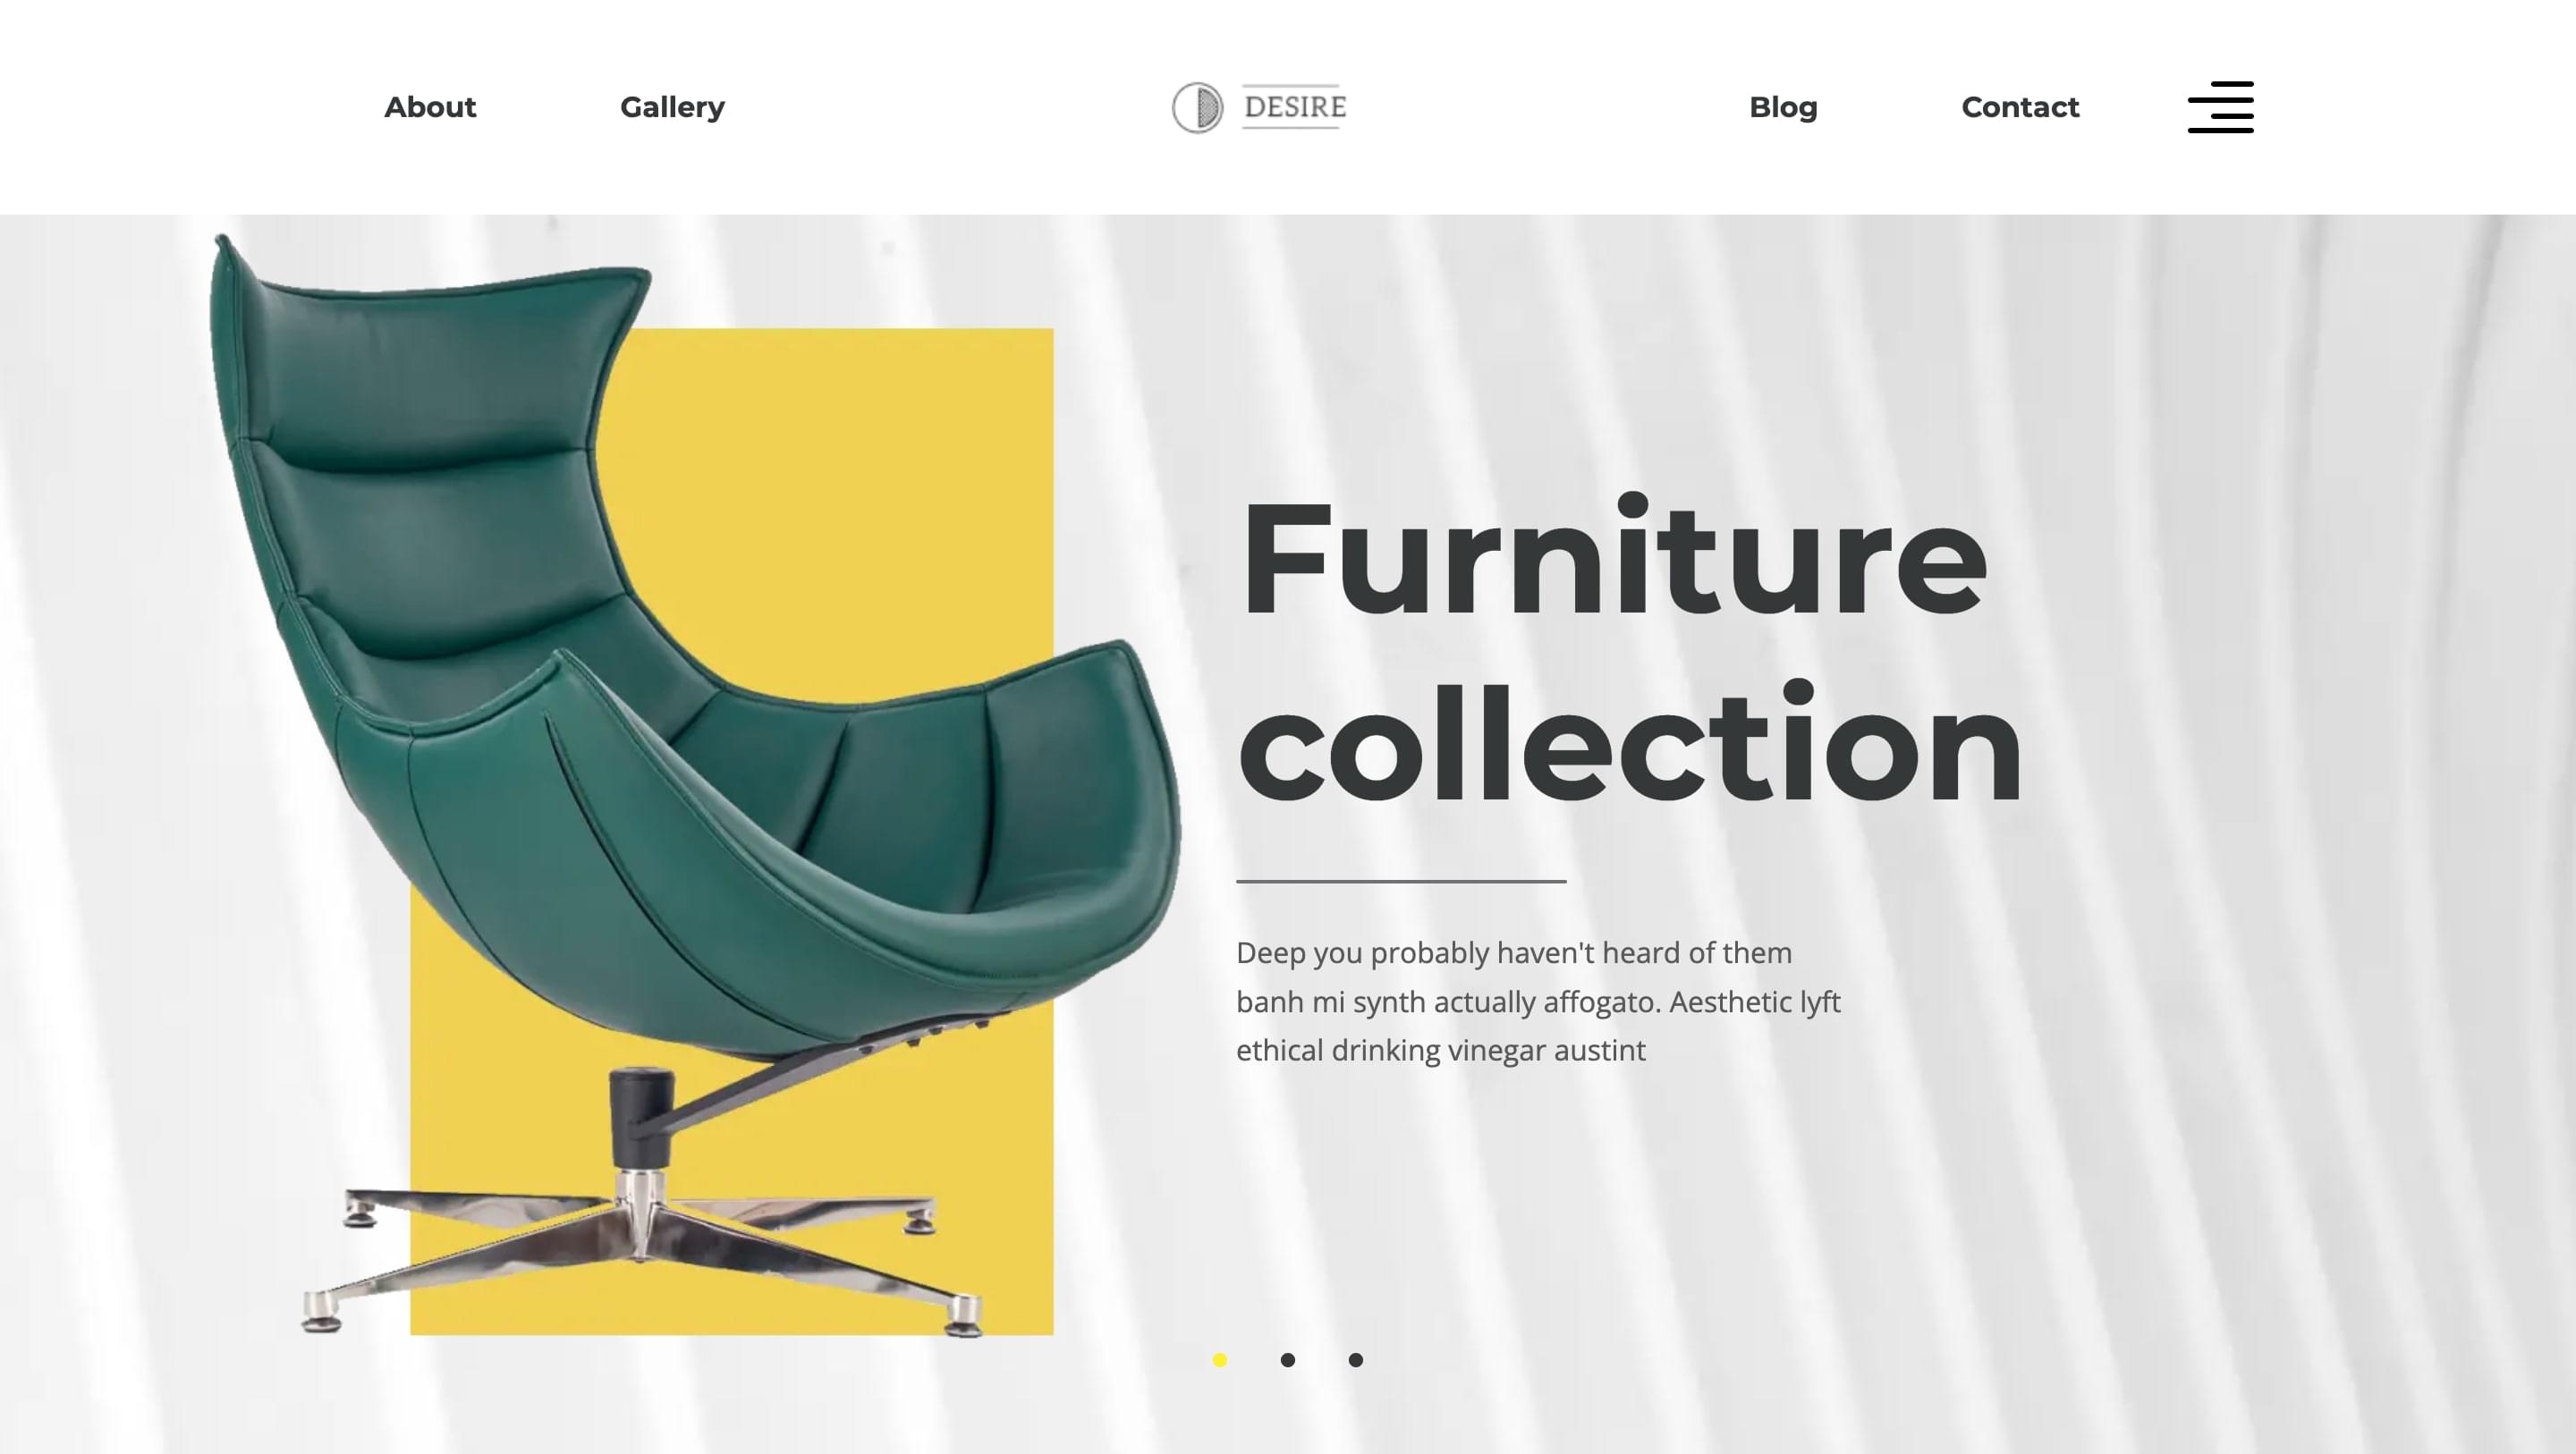 About
Gallery
DESIRE
Blog
Contact
Furniture
collection
Deep you probably haven't heard of them
banh mi synth actually affogato. Aesthetic lyft
ethical drinking vinegar austint